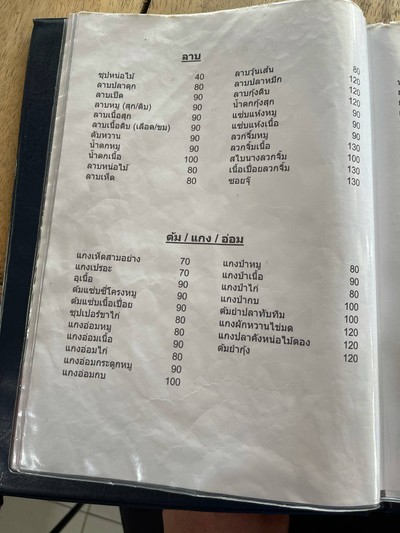 ลาบ
ซุปหน่อไม้ 40
ลาบปลาดุก 80
ลาบเป็ด 90
ลาบหมู (สุก/ดิบ) 90
ลาบเนื้อสุก 90
ลาบเนื้อดิบ (เลือด/ขม) 90
ตับหวาน 90
น้ำตกหมู 90
น้ำตกเนื้อ 100
ลาบหน่อไม้ 80
ลาบเห็ด 80
ลาบวุ้นเส้น 80
ลาบปลาหมึก 120
ลาบกุ้งดิบ 120
น้ำตกกุ้งสุก 120
แซ่บแห้งหมู 90
แซ่บแห้งเนื้อ 90
ลวกจิ้มหมู 90
ลวกจิ้มเนื้อ 130
สไบนางลวกจิ้ม 100
เนื้อเปื่อยลวกจิ้ม 130
ซอยจุ๊ 130
ต้ม / แกง / อ่อม
แกงเห็ดสามอย่าง 70
แกงเปรอะ 70
อุเนื้อ 90
ต้มแซ่บซี่โครงหมู 90
ต้มแซ่บเนื้อเปื่อย 90
ซุปเปอร์ขาไก่ 80
แกงอ่อมหมู 80
แกงอ่อมเนื้อ 90
แกงอ่อมไก่ 80
แกงอ่อมกระดูกหมู 90
แกงอ่อมกบ 100
แกงป่าหมู 80
แกงป่าเนื้อ 90
แกงป่าไก่ 80
แกงป่ากบ 100
ต้มยำปลาทับทิม 100
แกงผักหวานไข่มด 120
แกงปลาคังหน่อไม้ดอง 120
ต้มยำกุ้ง 120